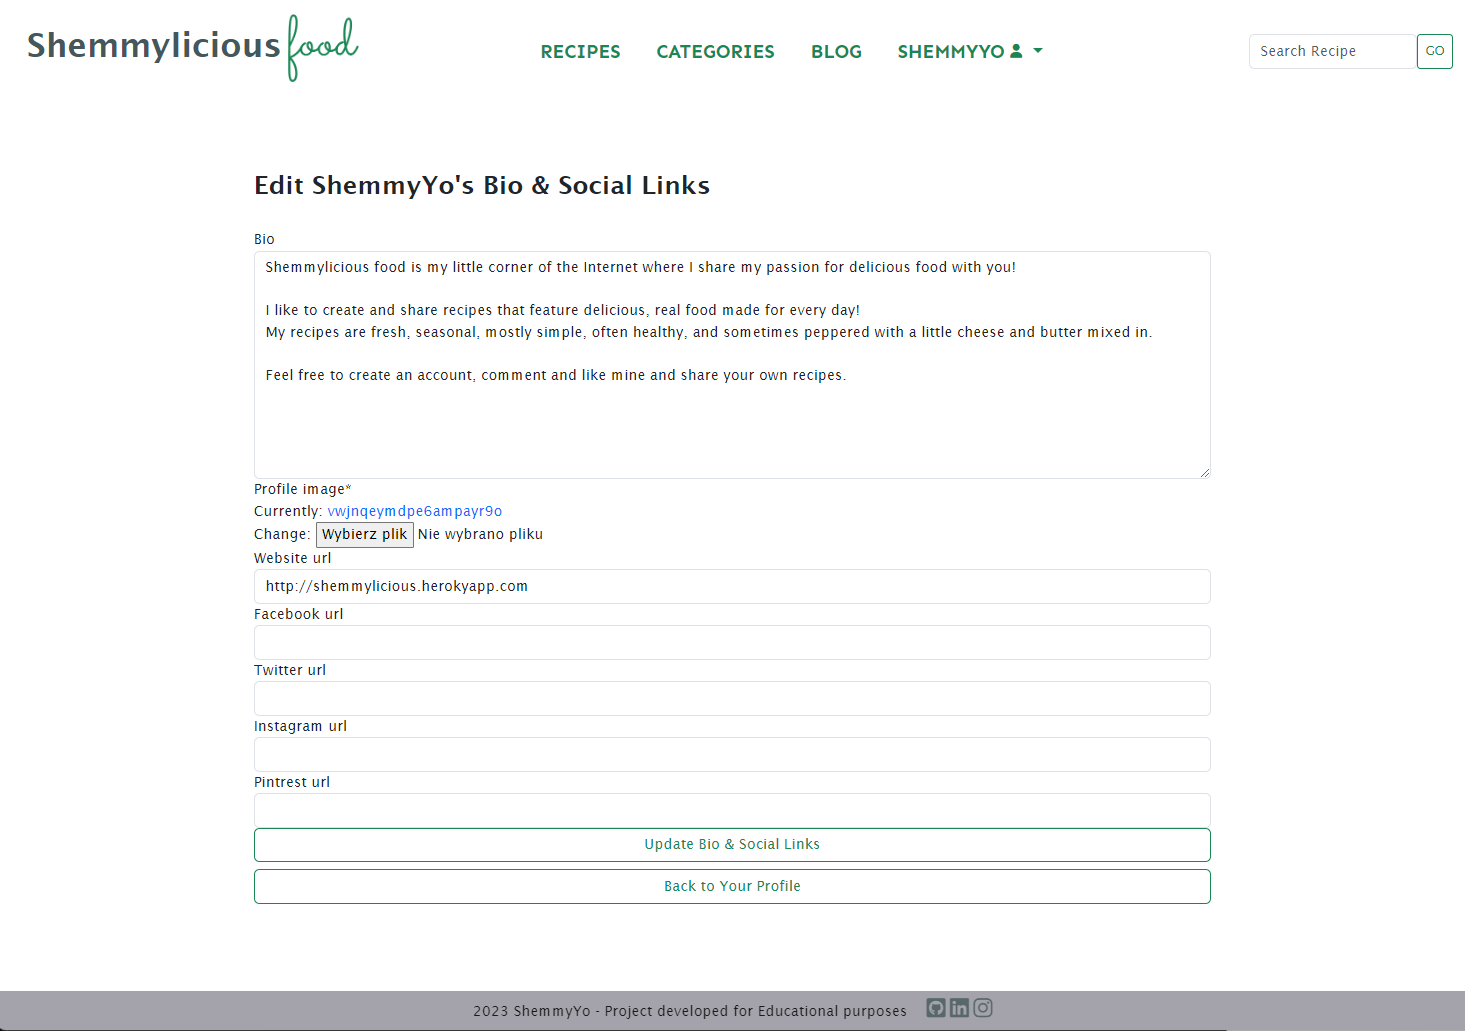 Shemmylicious food
RECIPES CATEGORIES BLOG SHEMMYYO
Search Recipe GO
Edit ShemmyYo's Bio & Social Links
Bio
Shemmylicious food is my little corner of the Internet where I share my passion for delicious food with you!
I like to create and share recipes that feature delicious, real food made for every day!
My recipes are fresh, seasonal, mostly simple, often healthy, and sometimes peppered with a little cheese and butter mixed in.
Feel free to create an account, comment and like mine and share your own recipes.
Profile image*
Currently: vwjnqeymdpe6ampayr9o
Change: Wybierz plik Nie wybrano pliku
Website url
http://shemmylicious.herokyapp.com
Facebook url
Twitter url
Instagram url
Pintrest url
Update Bio & Social Links
Back to Your Profile
2023 ShemmyYo - Project developed for Educational purposes